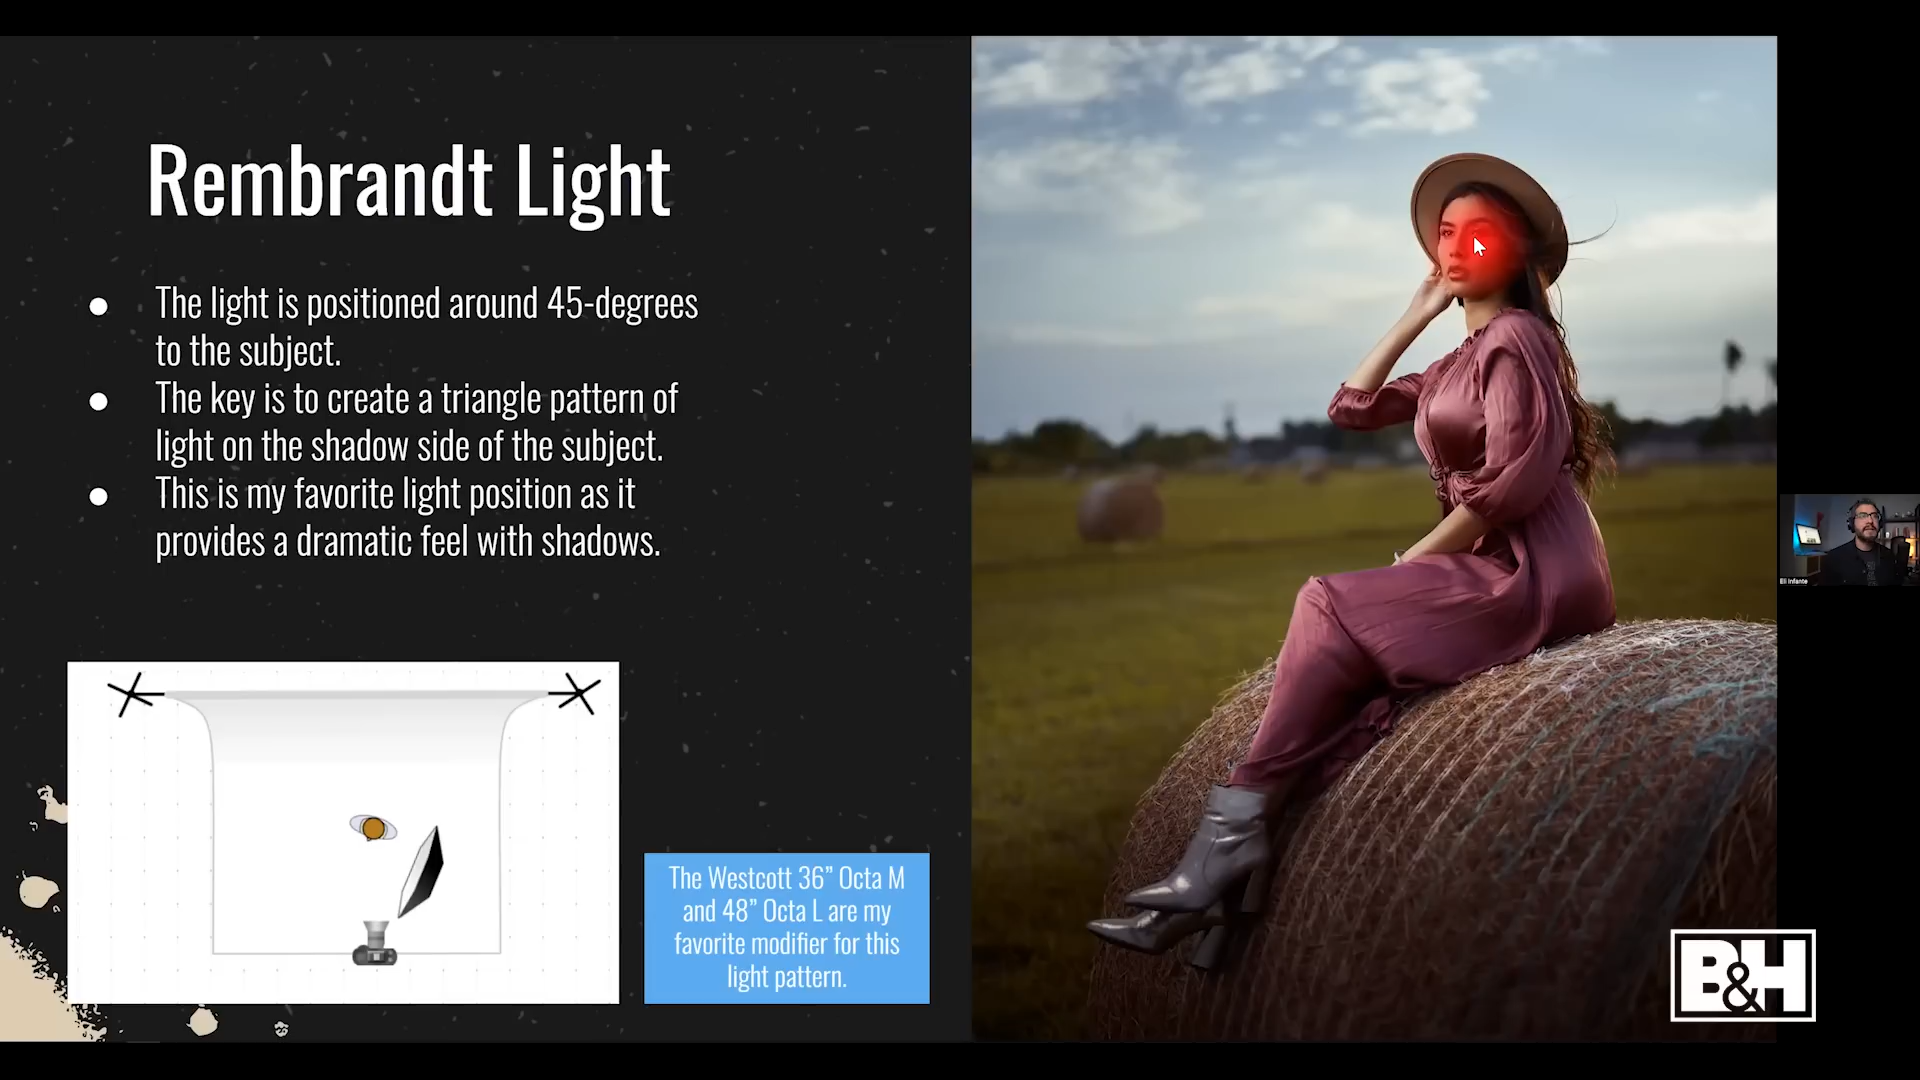 Rembrandt Light
The light is positioned around 45-degrees
to the subject.
The key is to create a triangle pattern of
light on the shadow side of the subject.
This is my favorite light position as it
provides a dramatic feel with shadows.
The Westcott 36” Octa M
and 48” Octa L are my
favorite modifier for this
light pattern.
Eli Infante
B&H